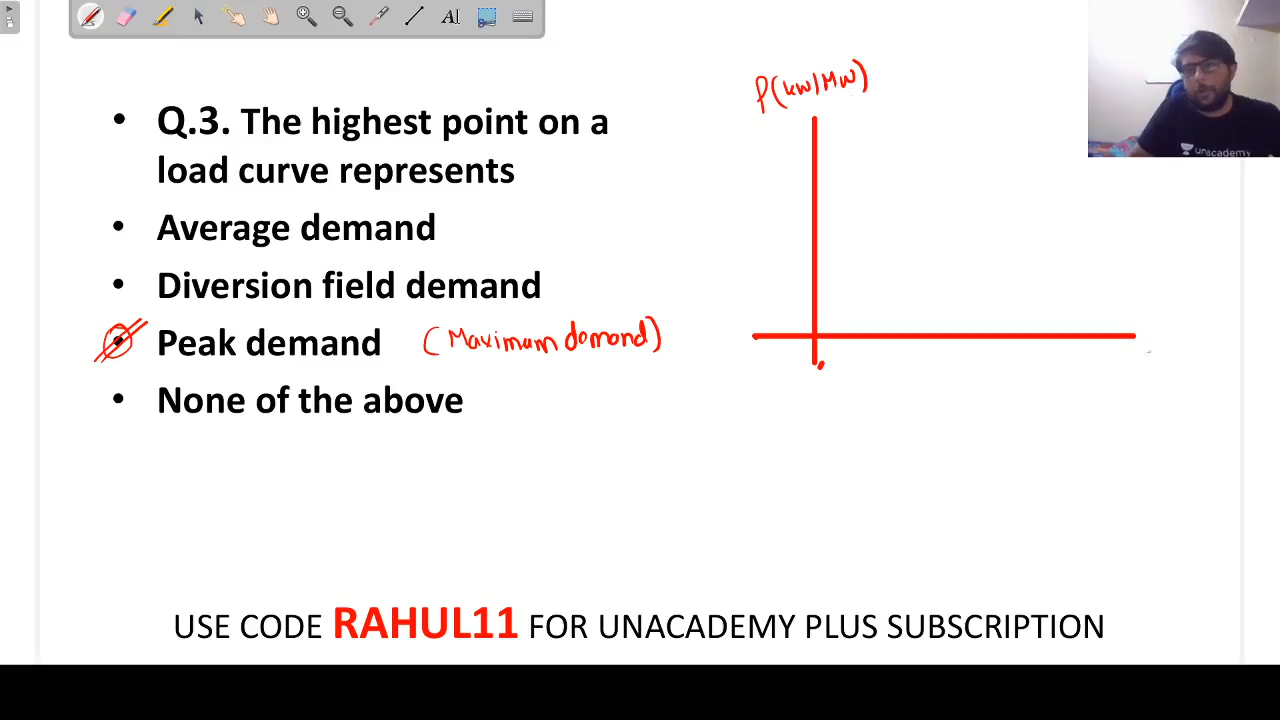 Q.3. The highest point on a
load curve represents
Average demand
Diversion field demand
Peak demand (Maximum demand)
None of the above
P(kW/MW)
unacademy
USE CODE RAHUL11 FOR UNACADEMY PLUS SUBSCRIPTION